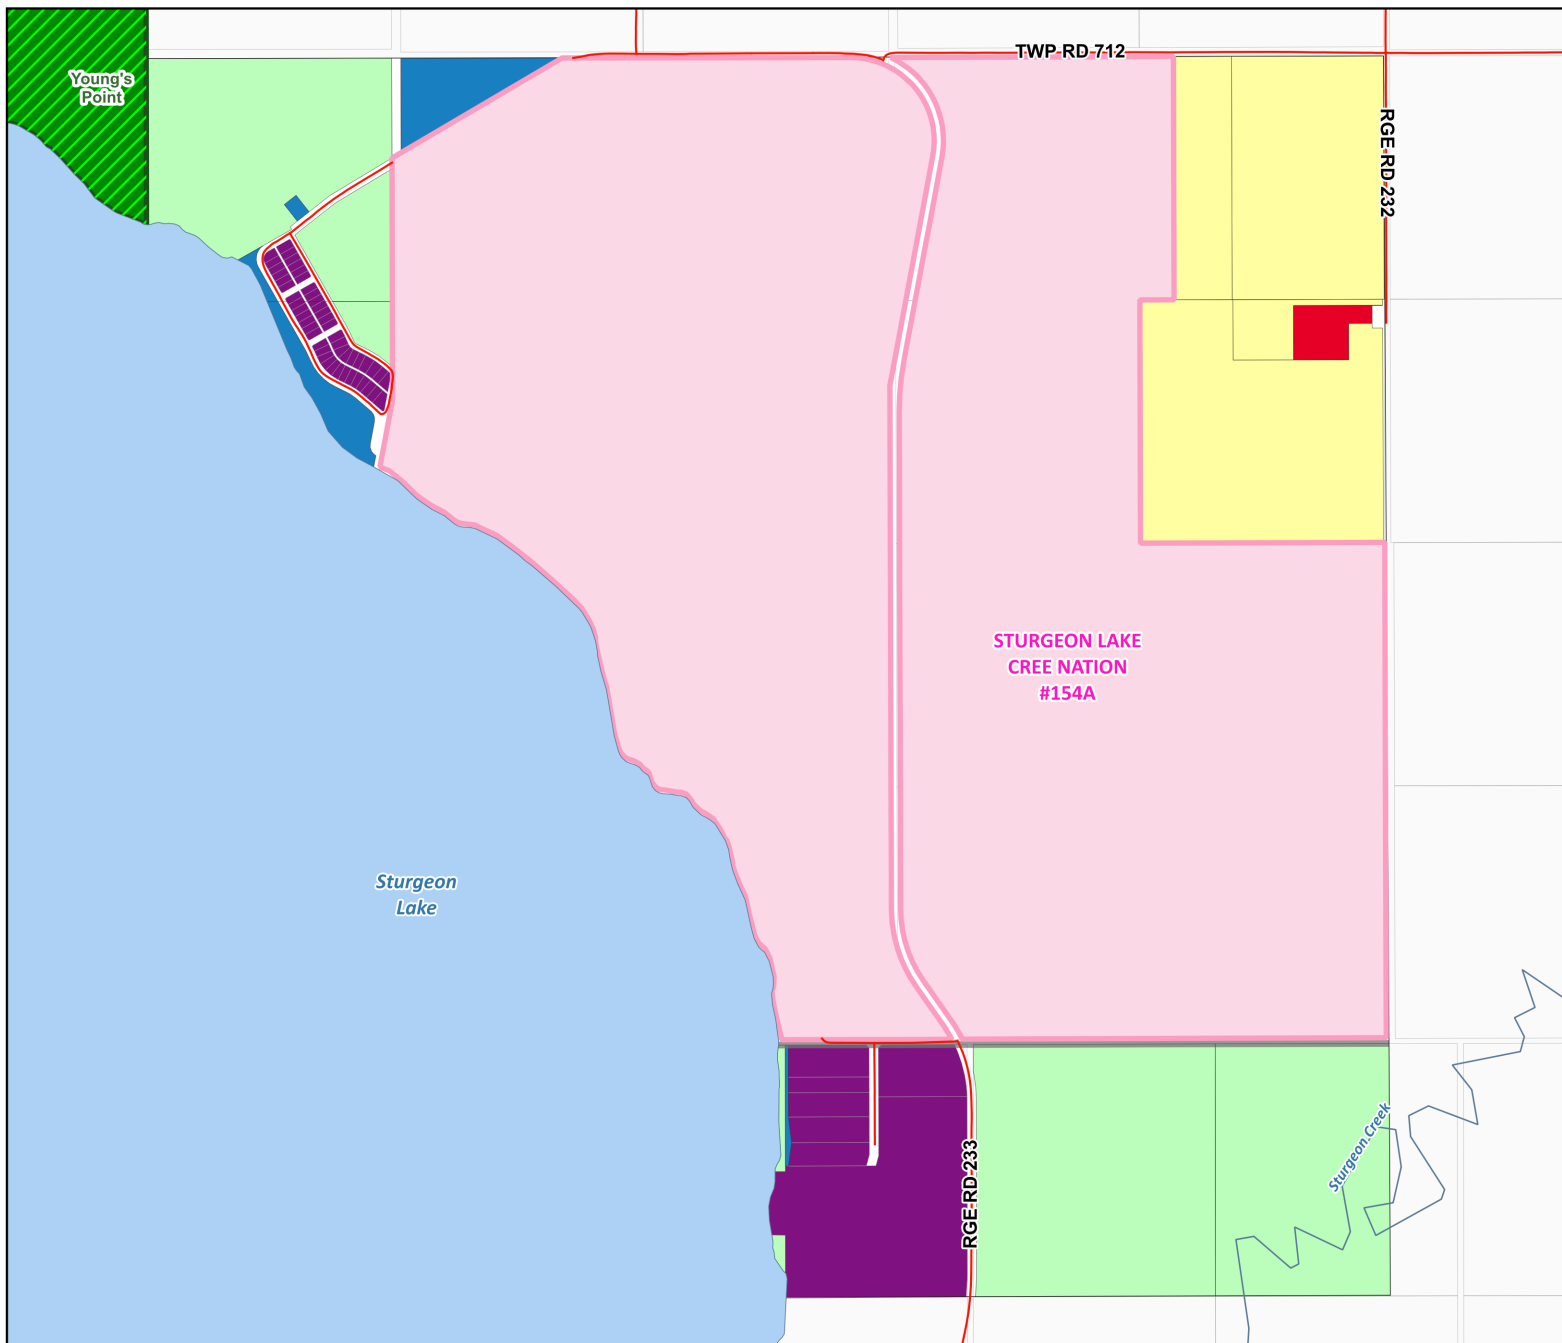 TWP RD 712
Young's
Point
RGE RD 232
STURGEON LAKE
CREE NATION
#154A
Sturgeon
Lake
Sturgeon Creek
RGE RD 233